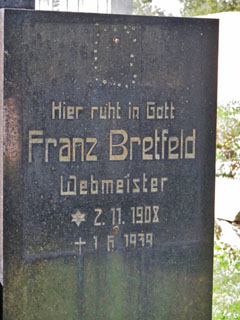 Hier ruht in Gott
Franz Bretfeld
Webmeister
* 2. 11. 1908
† 1. 6. 1939